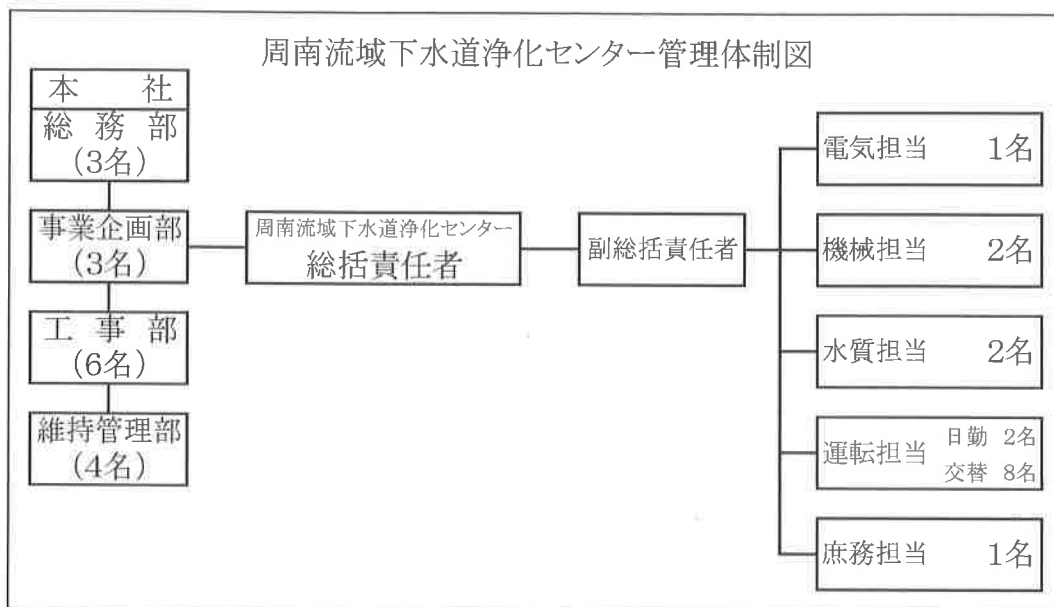 周南流域下水道浄化センター管理体制図
本　社
総務部
(3名)
事業企画部
(3名)
工事部
(6名)
維持管理部
(4名)
周南流域下水道浄化センター
総括責任者
副総括責任者
電気担当　1名
機械担当　2名
水質担当　2名
運転担当　日勤 2名
交替 8名
庶務担当　1名